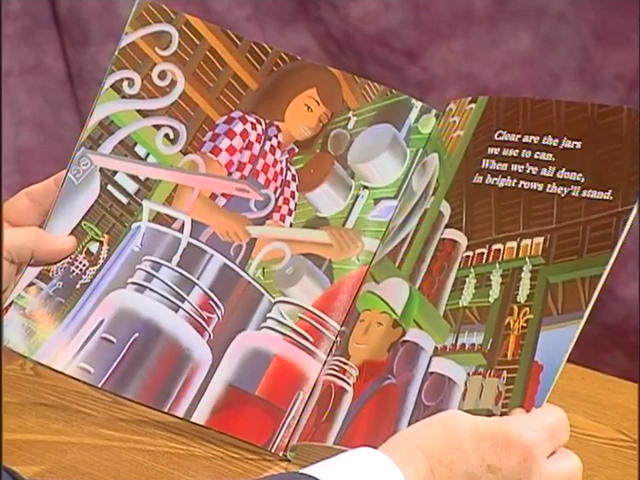 Clear are the jars
we use to can.
When we're all done,
in bright rows they'll stand.